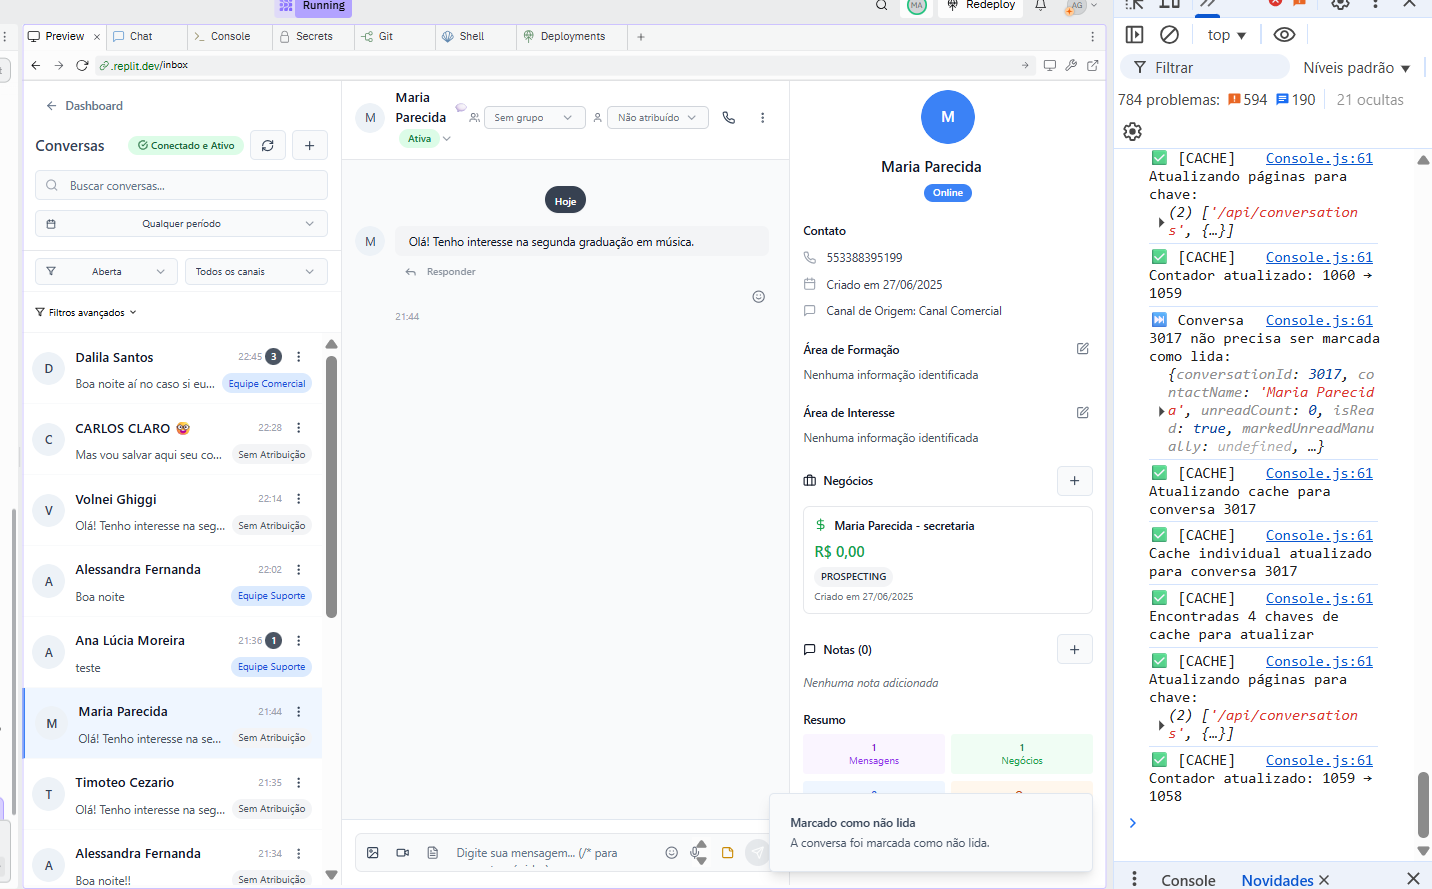 Running
MA
Redeploy
AG
Preview
Chat
Console
Secrets
Git
Shell
Deployments
.replit.dev/inbox
Dashboard
Conversas
Conectado e Ativo
Buscar conversas...
Qualquer período
Aberta
Todos os canais
Filtros avançados
D
Dalila Santos
22:45
3
Boa noite aí no caso si eu...
Equipe Comercial
C
CARLOS CLARO 🤡
22:28
Mas vou salvar aqui seu co...
Sem Atribuição
V
Volnei Ghiggi
22:14
Olá! Tenho interesse na seg...
Sem Atribuição
A
Alessandra Fernanda
22:02
Boa noite
Equipe Suporte
A
Ana Lúcia Moreira
21:36
1
teste
Equipe Suporte
M
Maria Parecida
21:44
Olá! Tenho interesse na se...
Sem Atribuição
T
Timoteo Cezario
21:35
Olá! Tenho interesse na seg...
Sem Atribuição
A
Alessandra Fernanda
21:34
Boa noite!!
Sem Atribuição
M
Maria
Parecida
Ativa
Sem grupo
Não atribuído
Hoje
M
Olá! Tenho interesse na segunda graduação em música.
Responder
21:44
Digite sua mensagem... (/* para
M
Maria Parecida
Online
Contato
553388395199
Criado em 27/06/2025
Canal de Origem: Canal Comercial
Área de Formação
Nenhuma informação identificada
Área de Interesse
Nenhuma informação identificada
Negócios
Maria Parecida - secretaria
R$ 0,00
PROSPECTING
Criado em 27/06/2025
Notas (0)
Nenhuma nota adicionada
Resumo
1
Mensagens
1
Negócios
Marcado como não lida
A conversa foi marcada como não lida.
top
Filtrar
Níveis padrão
784 problemas:
594
190
21 ocultas
[CACHE] Console.js:61
Atualizando páginas para
chave:
(2) ['/api/conversation
s', {…}]
[CACHE] Console.js:61
Contador atualizado: 1060 →
1059
Conversa Console.js:61
3017 não precisa ser marcada
como lida:
{conversationId: 3017, co
ntactName: 'Maria Parecid
a', unreadCount: 0, isRea
d: true, markedUnreadManu
ally: undefined, …}
[CACHE] Console.js:61
Atualizando cache para
conversa 3017
[CACHE] Console.js:61
Cache individual atualizado
para conversa 3017
[CACHE] Console.js:61
Encontradas 4 chaves de
cache para atualizar
[CACHE] Console.js:61
Atualizando páginas para
chave:
(2) ['/api/conversation
s', {…}]
[CACHE] Console.js:61
Contador atualizado: 1059 →
1058
Console
Novidades